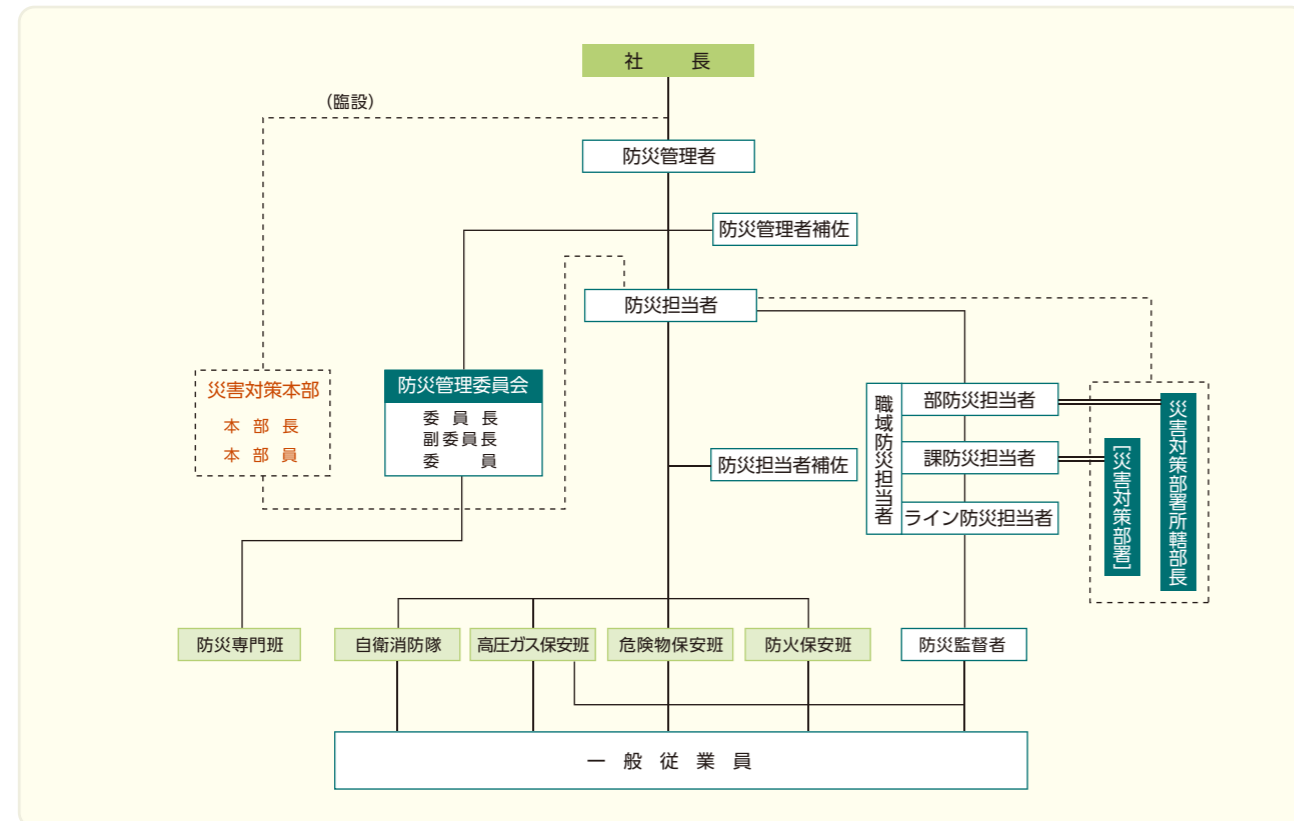 社　　長
（臨設）
防災管理者
防災管理者補佐
防災担当者
災害対策本部
本 部 長
本 部 員
防災管理委員会
委 員 長
副委員長
委　　員
防災担当者補佐
職域防災担当者
部防災担当者
課防災担当者
ライン防災担当者
［災害対策部署］
災害対策部署所轄部長
防災専門班
自衛消防隊
高圧ガス保安班
危険物保安班
防火保安班
防災監督者
一 般 従 業 員